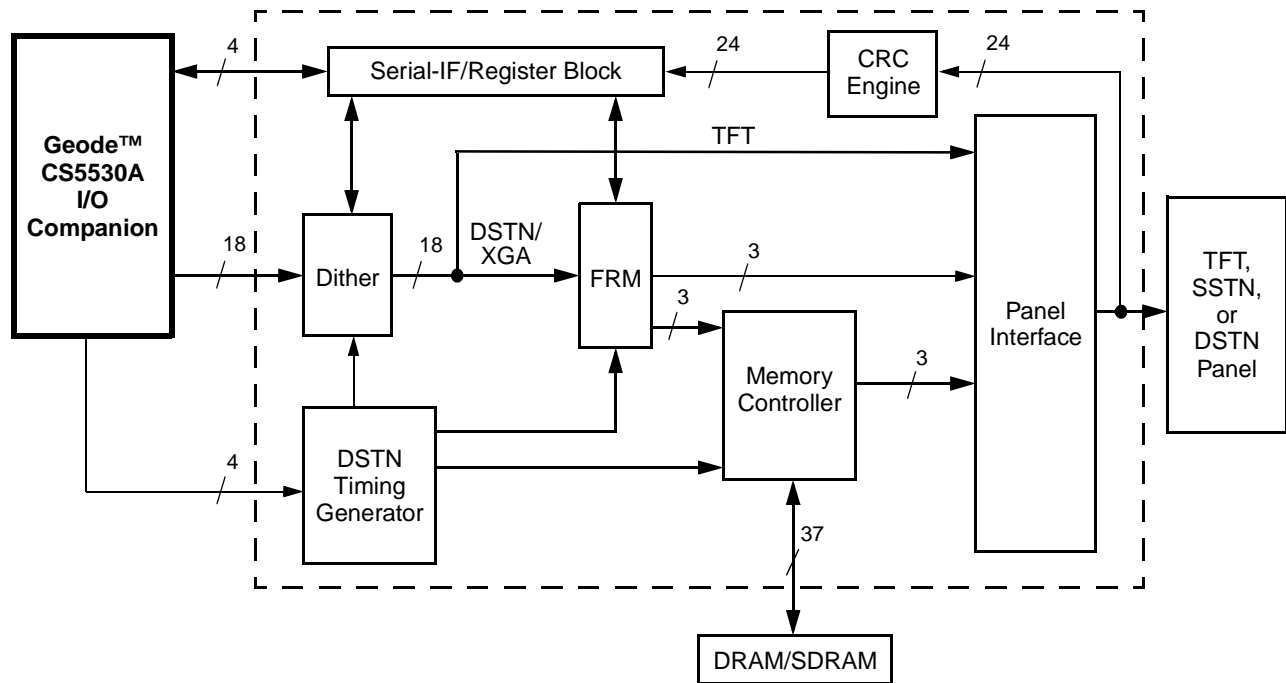 4
Serial-IF/Register Block
24
CRC
Engine
24
Geode™
CS5530A
I/O
Companion
TFT
18
Dither
18
DSTN/
XGA
FRM
3
3
Panel
Interface
TFT,
SSTN,
or
DSTN
Panel
Memory
Controller
3
4
DSTN
Timing
Generator
37
DRAM/SDRAM